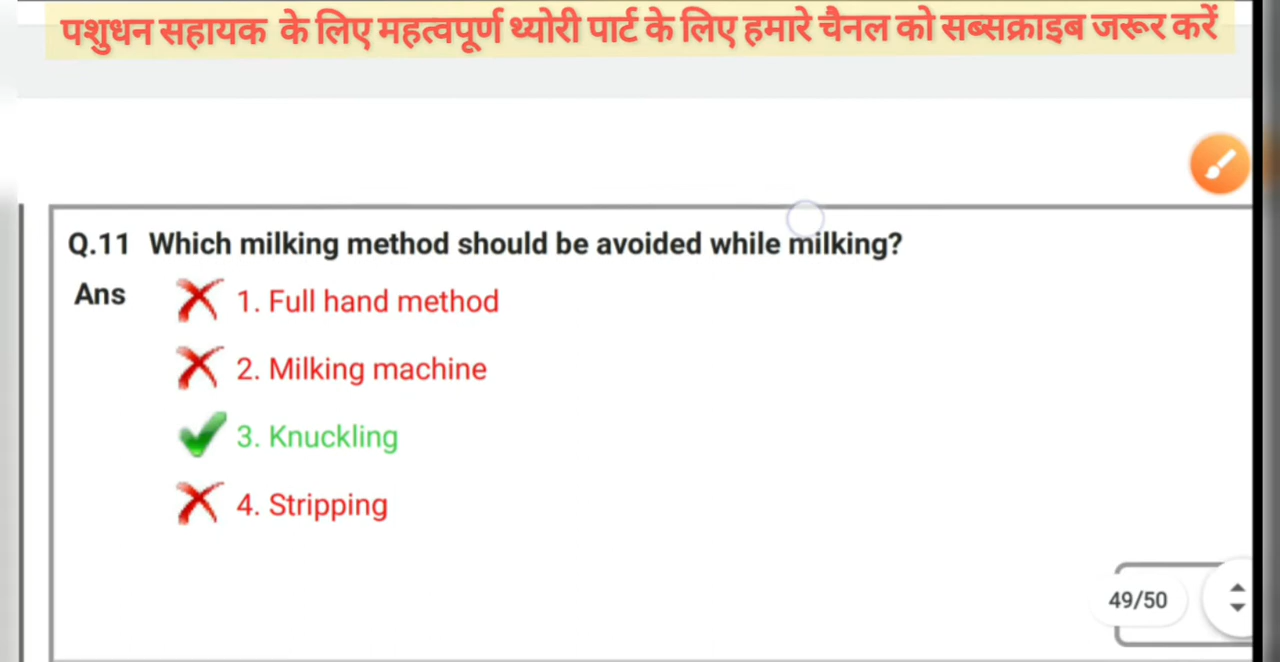 पशुधन सहायक के लिए महत्वपूर्ण थ्योरी पार्ट के लिए हमारे चैनल को सब्सक्राइब जरूर करें
Q.11 Which milking method should be avoided while milking?
Ans 1. Full hand method
2. Milking machine
3. Knuckling
4. Stripping
49/50